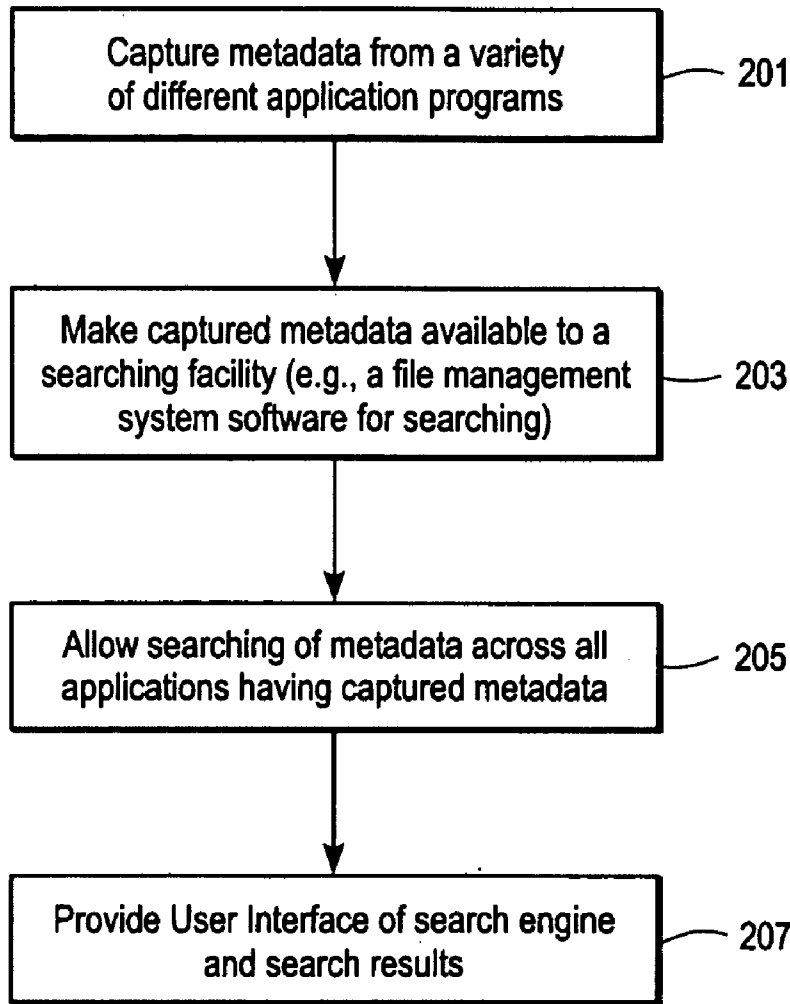 Capture metadata from a variety
of different application programs
201
Make captured metadata available to a
searching facility (e.g., a file management
system software for searching)
203
Allow searching of metadata across all
applications having captured metadata
205
Provide User Interface of search engine
and search results
207